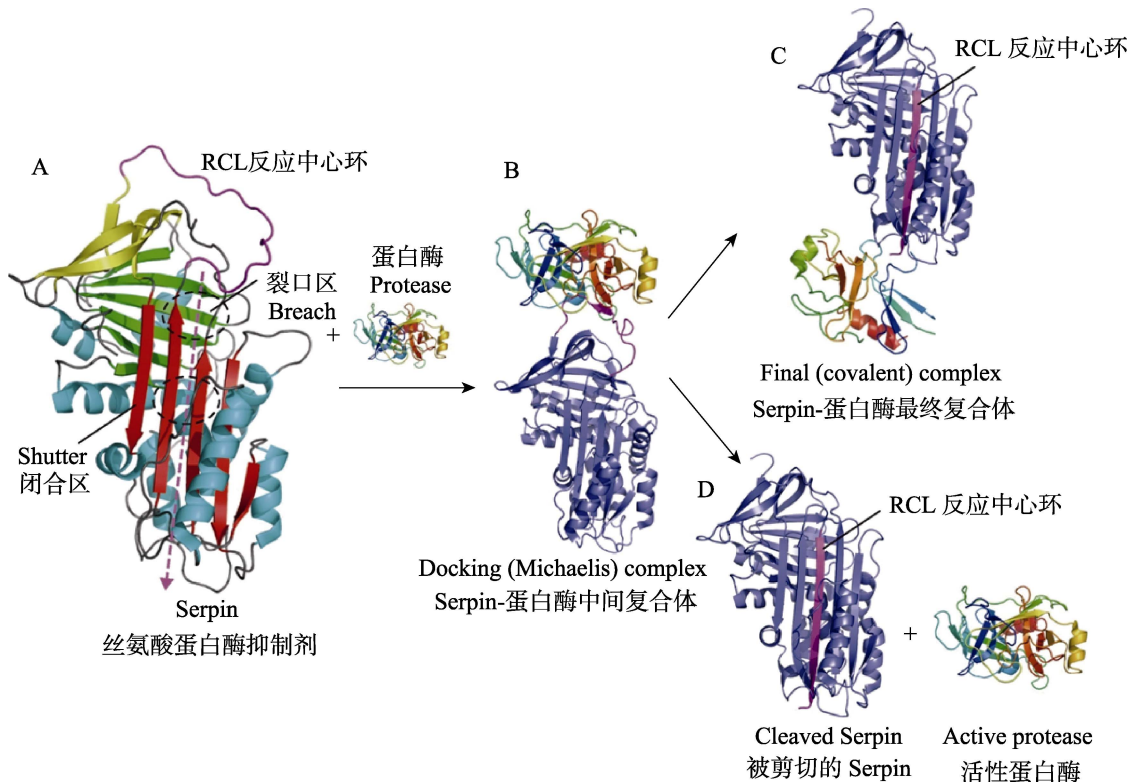 A
RCL反应中心环
裂口区
Breach
Shutter
闭合区
Serpin
丝氨酸蛋白酶抑制剂
蛋白酶
Protease
+
B
Docking (Michaelis) complex
Serpin-蛋白酶中间复合体
C
RCL 反应中心环
Final (covalent) complex
Serpin-蛋白酶最终复合体
D
RCL 反应中心环
+
Cleaved Serpin
被剪切的 Serpin
Active protease
活性蛋白酶